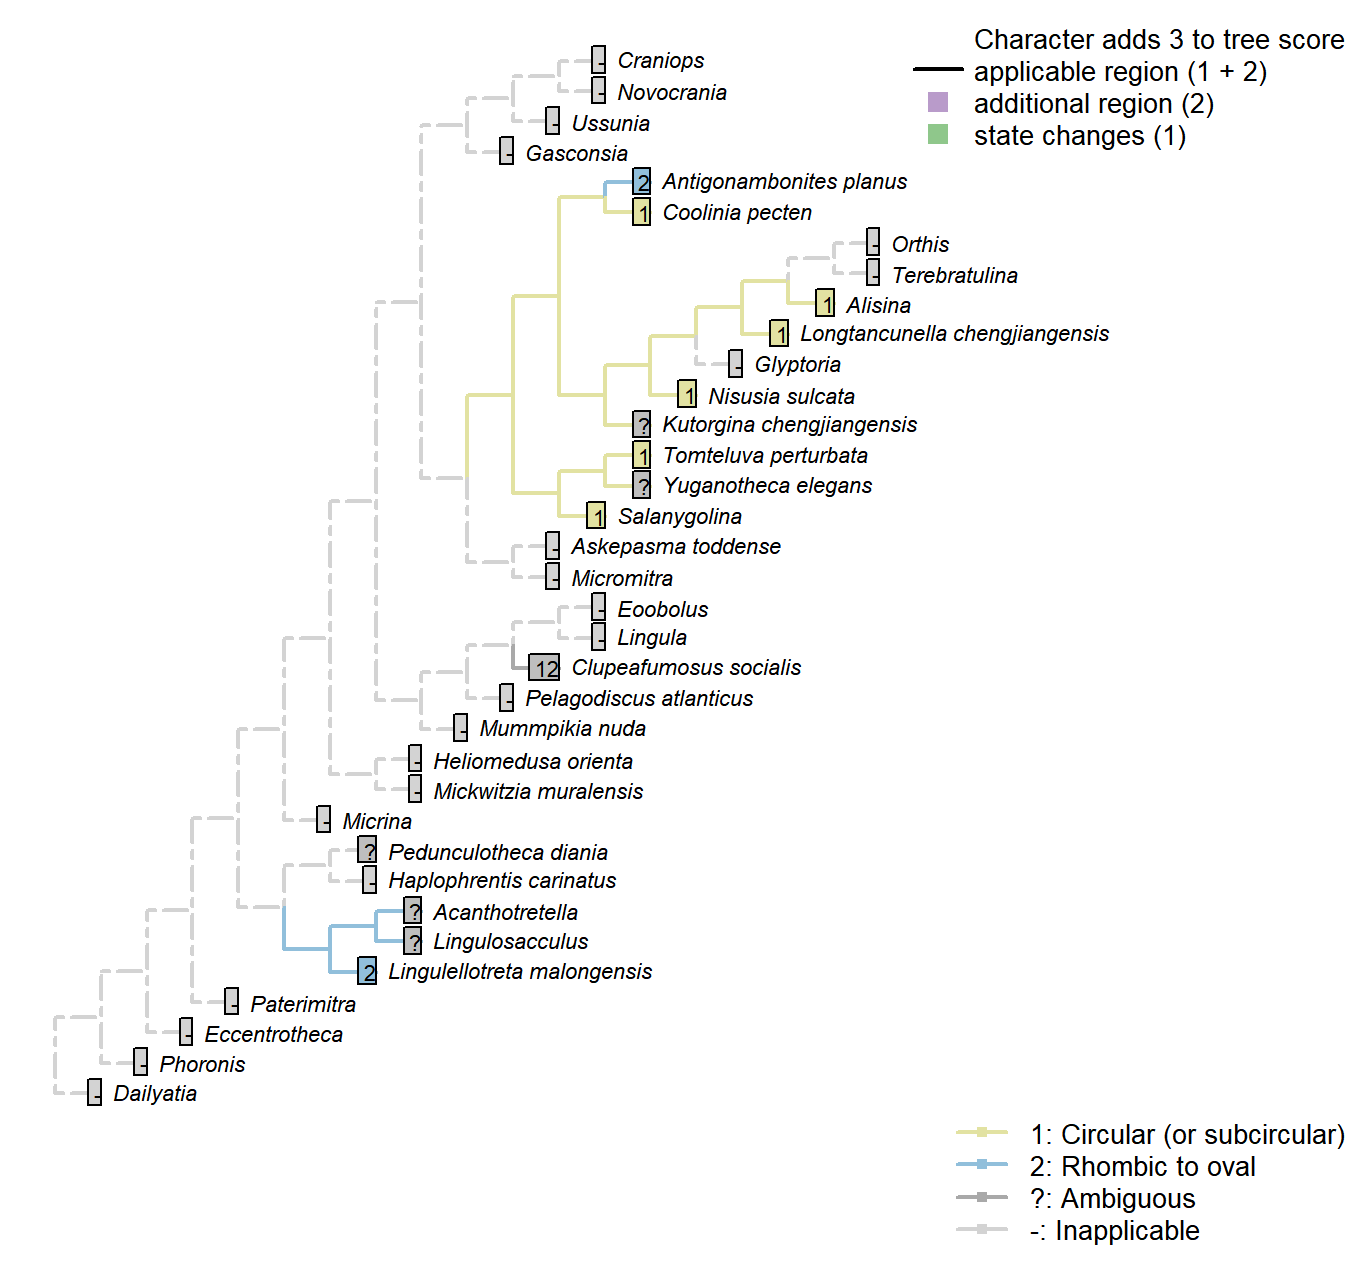 Character adds 3 to tree score
applicable region (1 + 2)
additional region (2)
state changes (1)
- Craniops
- Novocrania
- Ussunia
- Gasconsia
2 Antigonambonites planus
1 Coolinia pecten
- Orthis
- Terebratulina
1 Alisina
1 Longtancunella chengjiangensis
- Glyptoria
1 Nisusia sulcata
? Kutorgina chengjiangensis
1 Tomteluva perturbata
? Yuganotheca elegans
1 Salanygolina
- Askepasma toddense
- Micromitra
- Eoobolus
- Lingula
12 Clupeafumosus socialis
- Pelagodiscus atlanticus
- Mummpikia nuda
- Heliomedusa orienta
- Mickwitzia muralensis
- Micrina
? Pedunculotheca diania
- Haplophrentis carinatus
? Acanthotretella
? Lingulosacculus
2 Lingulellotreta malongensis
- Paterimitra
- Eccentrotheca
- Phoronis
- Dailyatia
1: Circular (or subcircular)
2: Rhombic to oval
?: Ambiguous
-: Inapplicable